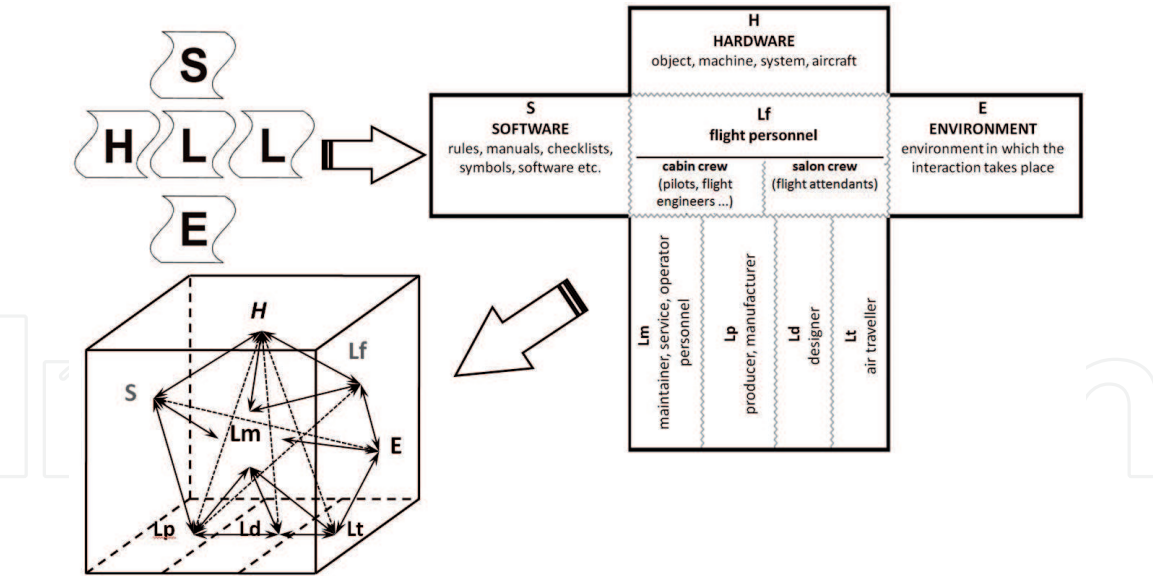 S
H L L
E
H
HARDWARE
object, machine, system, aircraft
S
SOFTWARE
rules, manuals, checklists,
symbols, software etc.
Lf
flight personnel
cabin crew
(pilots, flight
engineers ...)
salon crew
(flight attendants)
E
ENVIRONMENT
environment in which the
interaction takes place
Lm
maintainer, service, operator
personnel
Lp
producer, manufacturer
Ld
designer
Lt
air traveller
H
Lf
S
Lm
E
Lp
Ld
Lt